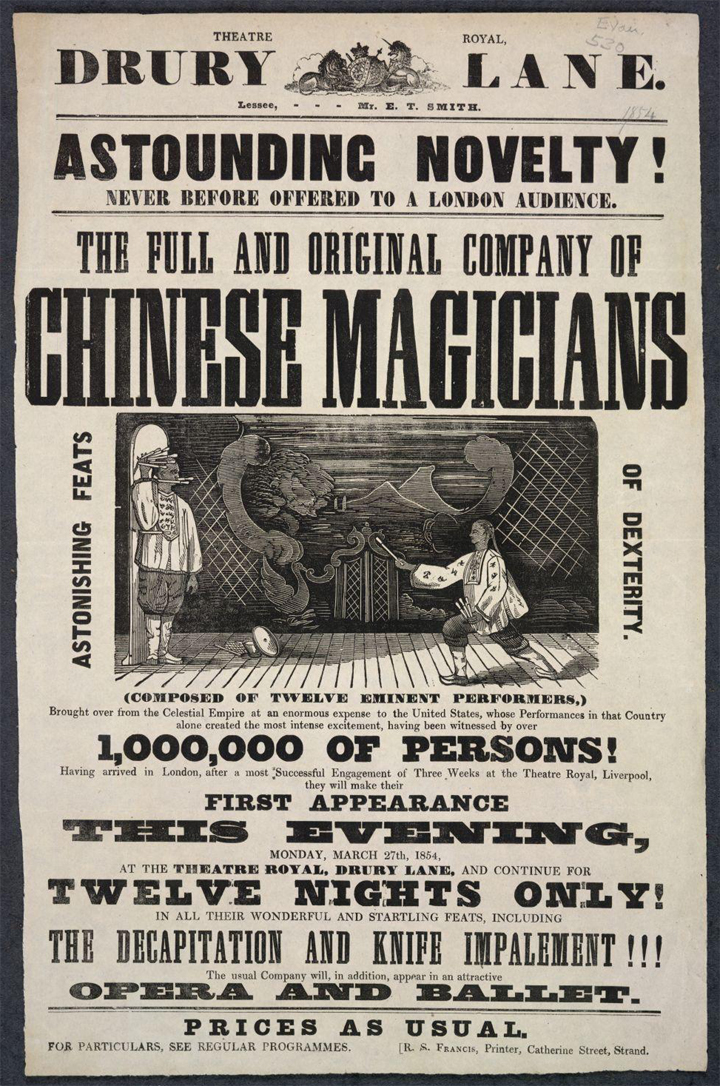 THEATRE ROYAL,
DRURY LANE.
Lessee, - - - Mr. E. T. SMITH.
530
1854
ASTOUNDING NOVELTY!
NEVER BEFORE OFFERED TO A LONDON AUDIENCE.
THE FULL AND ORIGINAL COMPANY OF
CHINESE MAGICIANS
ASTONISHING FEATS
OF DEXTERITY.
(COMPOSED OF TWELVE EMINENT PERFORMERS,)
Brought over from the Celestial Empire at an enormous expense to the United States, whose Performances in that Country
alone created the most intense excitement, having been witnessed by over
1,000,000 OF PERSONS!
Having arrived in London, after a most Successful Engagement of Three Weeks at the Theatre Royal, Liverpool,
they will make their
FIRST APPEARANCE
THIS EVENING,
MONDAY, MARCH 27th, 1854,
AT THE THEATRE ROYAL, DRURY LANE, AND CONTINUE FOR
TWELVE NIGHTS ONLY!
IN ALL THEIR WONDERFUL AND STARTLING FEATS, INCLUDING
THE DECAPITATION AND KNIFE IMPALEMENT!!!
The usual Company will, in addition, appear in an attractive
OPERA AND BALLET.
PRICES AS USUAL.
FOR PARTICULARS, SEE REGULAR PROGRAMMES. [R. S. FRANCIS, Printer, Catherine Street, Strand.